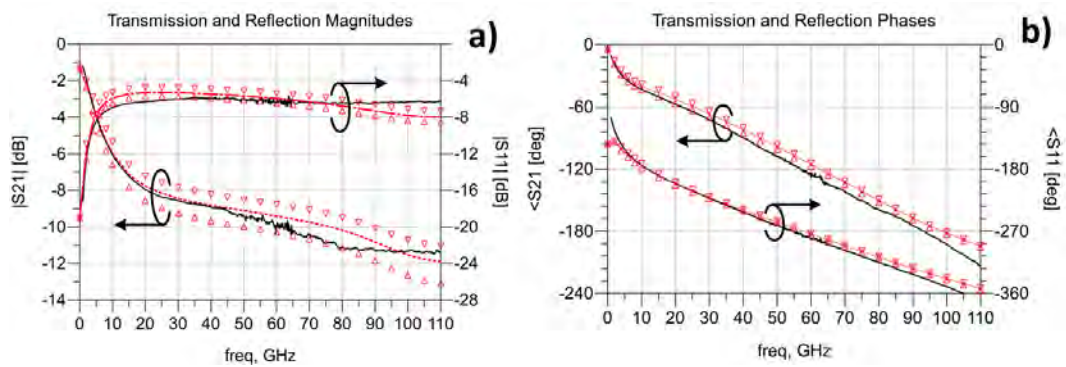 Transmission and Reflection Magnitudes
a)
0
-2
-4
-6
-8
-10
-12
-14
|S21| [dB]
0
-4
-8
-12
-16
-20
-24
-28
|S11| [dB]
0 10 20 30 40 50 60 70 80 90 100 110
freq, GHz
Transmission and Reflection Phases
b)
0
-60
-120
-180
-240
<S21 [deg]
0
-90
-180
-270
-360
<S11 [deg]
0 10 20 30 40 50 60 70 80 90 100 110
freq, GHz